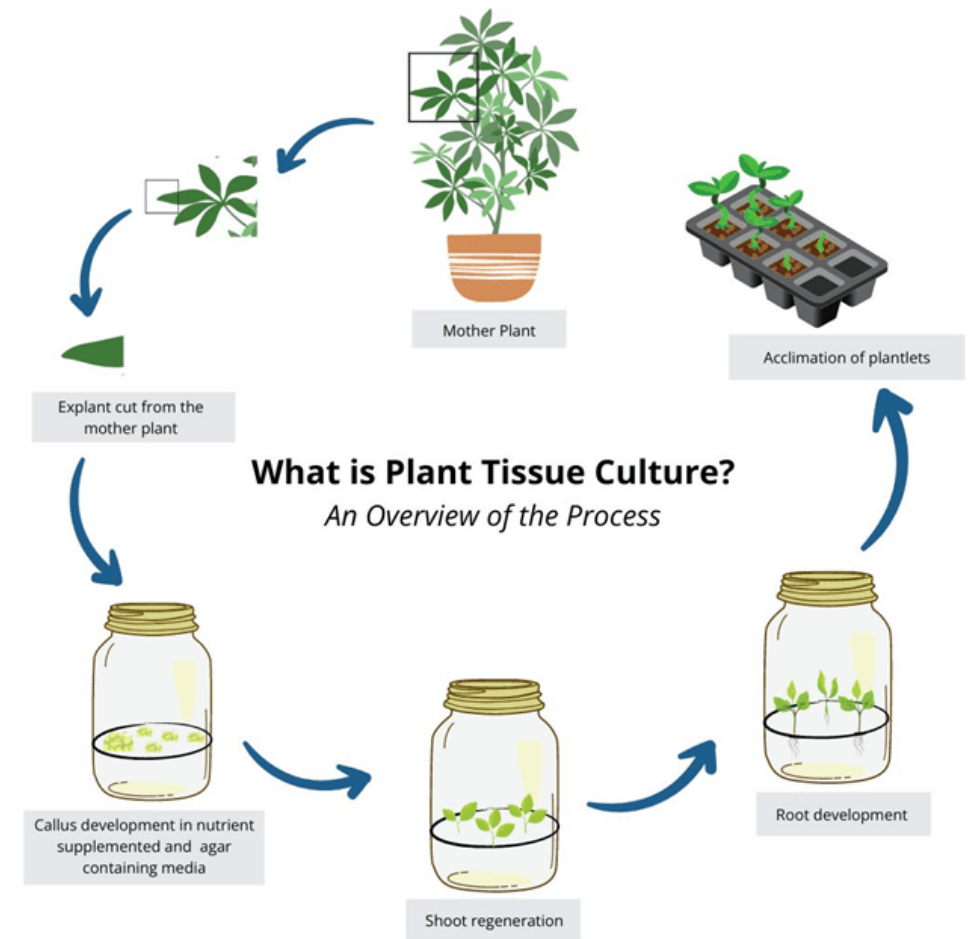 Mother Plant
Acclimation of plantlets
Explant cut from the
mother plant
What is Plant Tissue Culture?
An Overview of the Process
Callus development in nutrient
supplemented and agar
containing media
Shoot regeneration
Root development